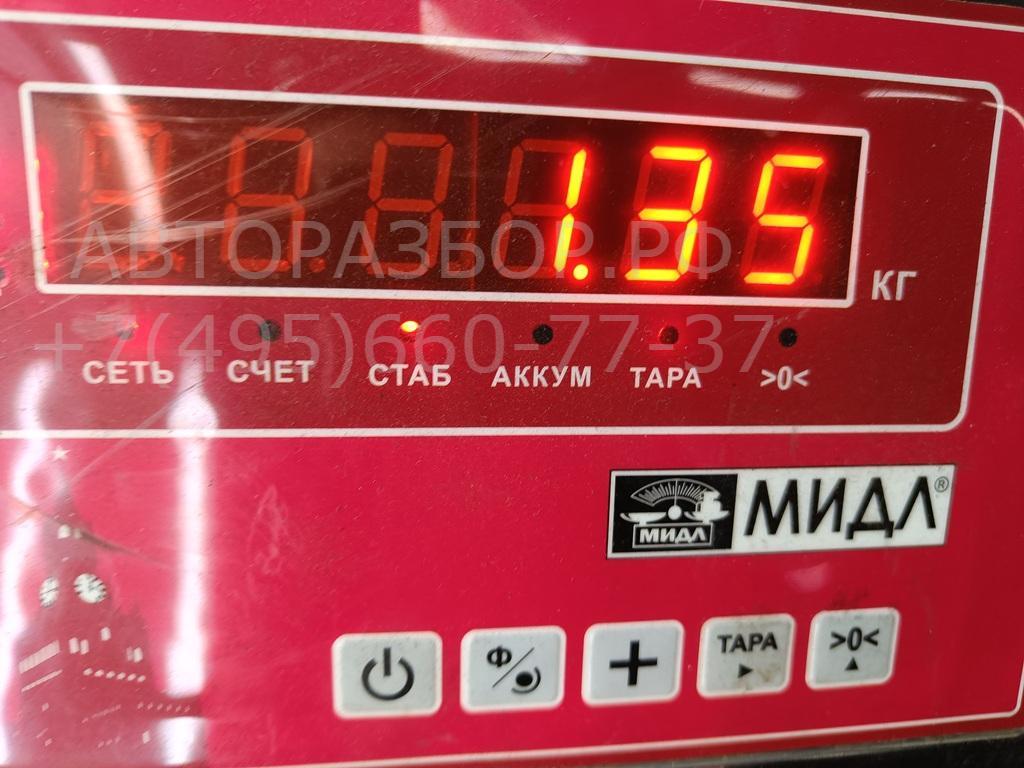 1.35
КГ
АВТОРАЗБОР.РФ
+7(495)660-77-37
СЕТЬ СЧЕТ СТАБ АККУМ ТАРА >0<
МИДЛ МИДЛ®
Ф + ТАРА >0<